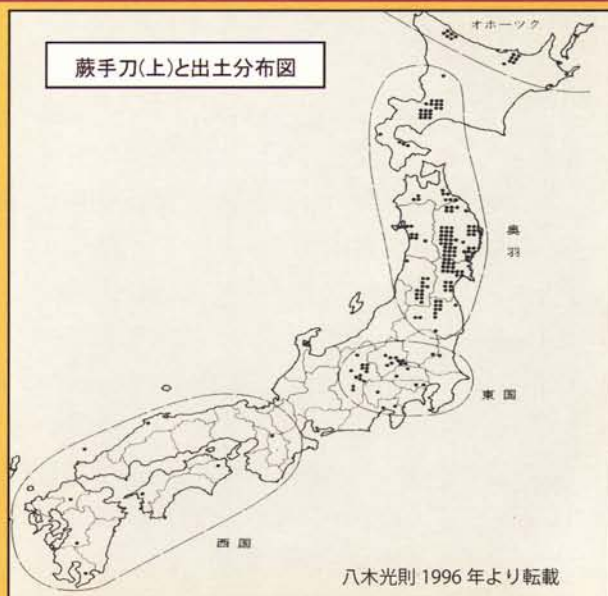 蕨手刀(上)と出土分布図
オホーツク
奥羽
東国
西国
八木光則 1996 年より転載